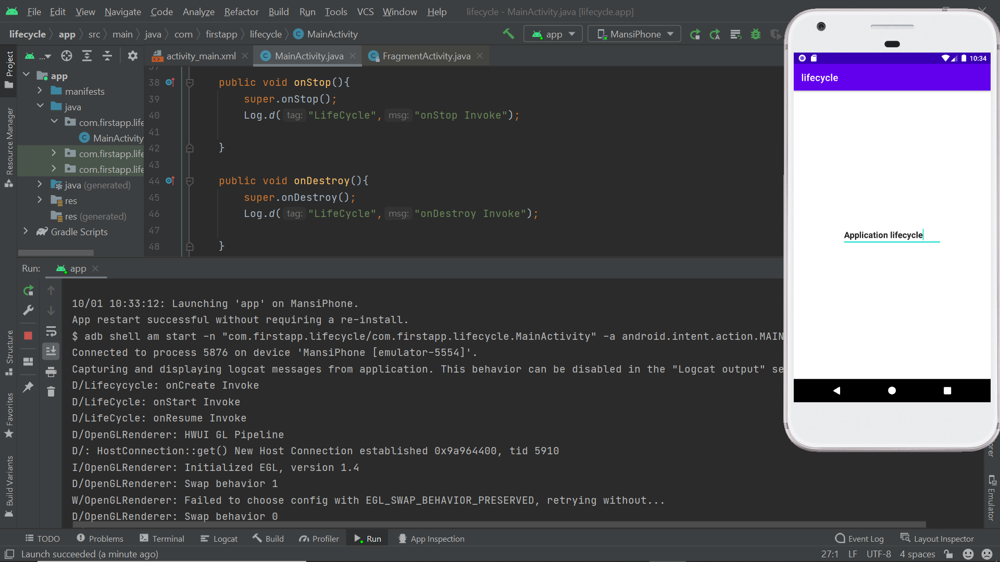 File Edit View Navigate Code Analyze Refactor Build Run Tools VCS Window Help lifecycle - MainActivity.java [lifecycle.app]
lifecycle app src main java com firstapp lifecycle MainActivity app MansiPhone
... activity_main.xml MainActivity.java FragmentActivity.java
Project
Resource Manager
Structure
Favorites
Build Variants
app
manifests
java
com.firstapp.life
MainActivity
com.firstapp.life
com.firstapp.life
java (generated)
res
res (generated)
Gradle Scripts
37
38 public void onStop(){
39 super.onStop();
40 Log.d( tag: "LifeCycle", msg: "onStop Invoke");
41
42 }
43
44 public void onDestroy(){
45 super.onDestroy();
46 Log.d( tag: "LifeCycle", msg: "onDestroy Invoke");
47
48 }
Run: app
10/01 10:33:12: Launching 'app' on MansiPhone.
App restart successful without requiring a re-install.
$ adb shell am start -n "com.firstapp.lifecycle/com.firstapp.lifecycle.MainActivity" -a android.intent.action.MAIN
Connected to process 5876 on device 'MansiPhone [emulator-5554]'.
Capturing and displaying logcat messages from application. This behavior can be disabled in the "Logcat output" se
D/Lifecycycle: onCreate Invoke
D/LifeCycle: onStart Invoke
D/LifeCycle: onResume Invoke
D/OpenGLRenderer: HWUI GL Pipeline
D/: HostConnection::get() New Host Connection established 0x9a964400, tid 5910
I/OpenGLRenderer: Initialized EGL, version 1.4
D/OpenGLRenderer: Swap behavior 1
W/OpenGLRenderer: Failed to choose config with EGL_SWAP_BEHAVIOR_PRESERVED, retrying without...
D/OpenGLRenderer: Swap behavior 0
10:34
lifecycle
Application lifecycle
orer
Emulator
TODO Problems Terminal Logcat Build Profiler Run App Inspection Event Log Layout Inspector
Launch succeeded (a minute ago) 27:1 LF UTF-8 4 spaces